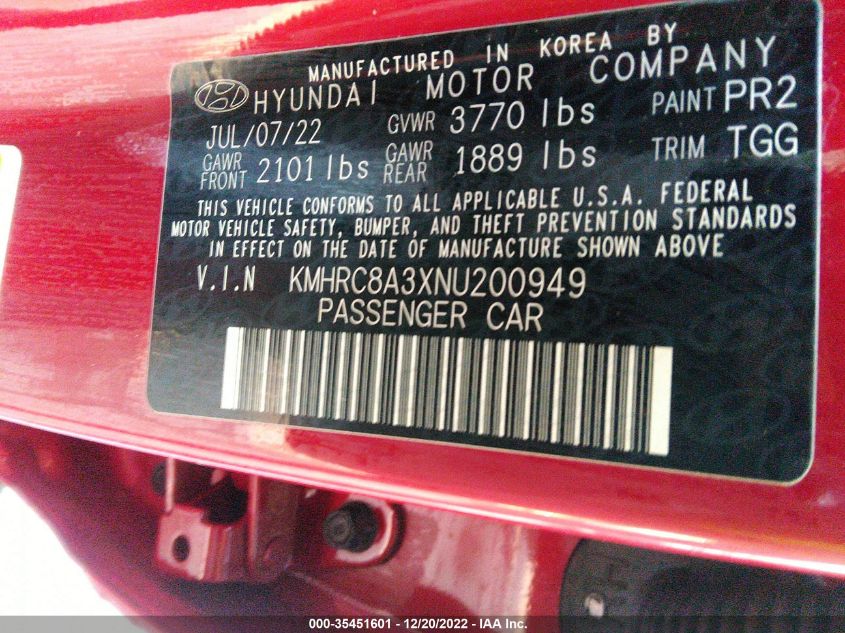 MANUFACTURED IN KOREA BY
HYUNDAI MOTOR COMPANY
JUL/07/22 GVWR 3770 lbs PAINT PR2
GAWR FRONT 2101 lbs GAWR REAR 1889 lbs TRIM TGG
THIS VEHICLE CONFORMS TO ALL APPLICABLE U.S.A. FEDERAL
MOTOR VEHICLE SAFETY, BUMPER, AND THEFT PREVENTION STANDARDS
IN EFFECT ON THE DATE OF MANUFACTURE SHOWN ABOVE
V.I.N KMHRC8A3XNU200949
PASSENGER CAR
000-35451601 - 12/20/2022 - IAA Inc.